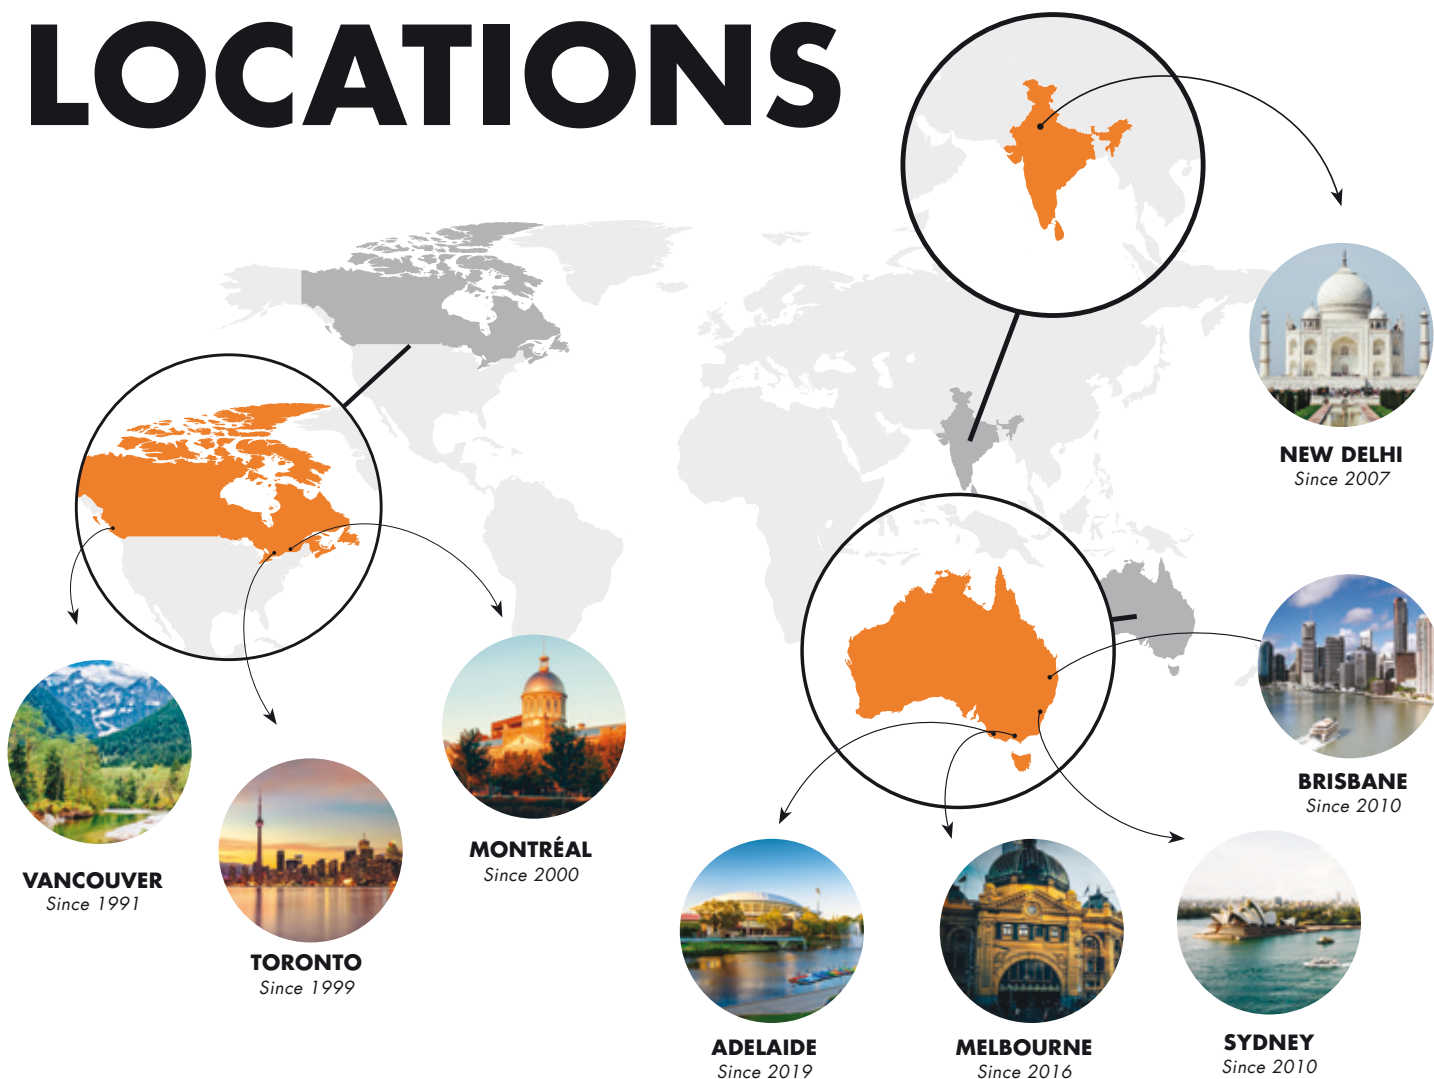 LOCATIONS
NEW DELHI
Since 2007
BRISBANE
Since 2010
MONTRÉAL
Since 2000
VANCOUVER
Since 1991
TORONTO
Since 1999
ADELAIDE
Since 2019
MELBOURNE
Since 2016
SYDNEY
Since 2010